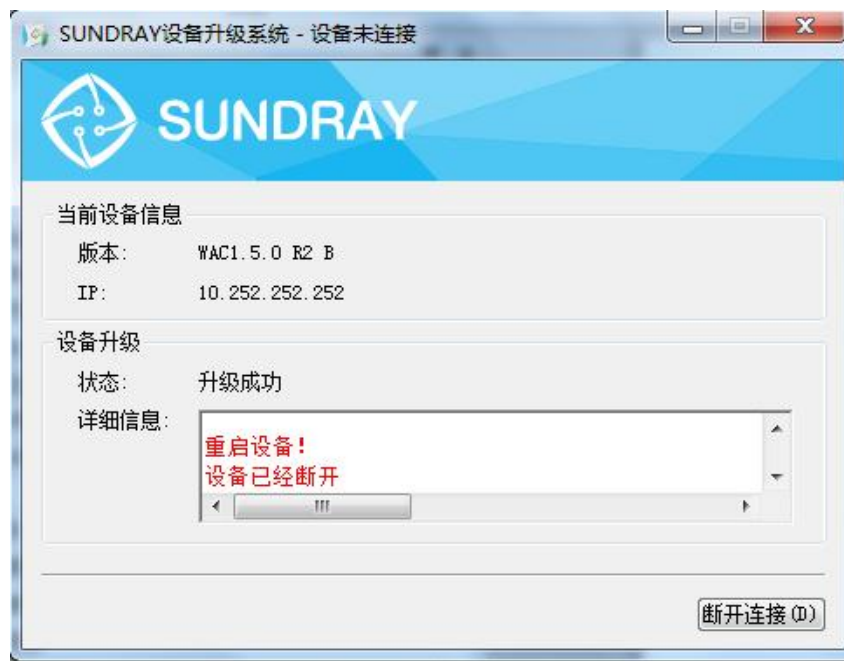 SUNDRAY设备升级系统 - 设备未连接
SUNDRAY
当前设备信息
版本: WAC1.5.0 R2 B
IP: 10.252.252.252
设备升级
状态: 升级成功
详细信息:
重启设备!
设备已经断开
断开连接(D)